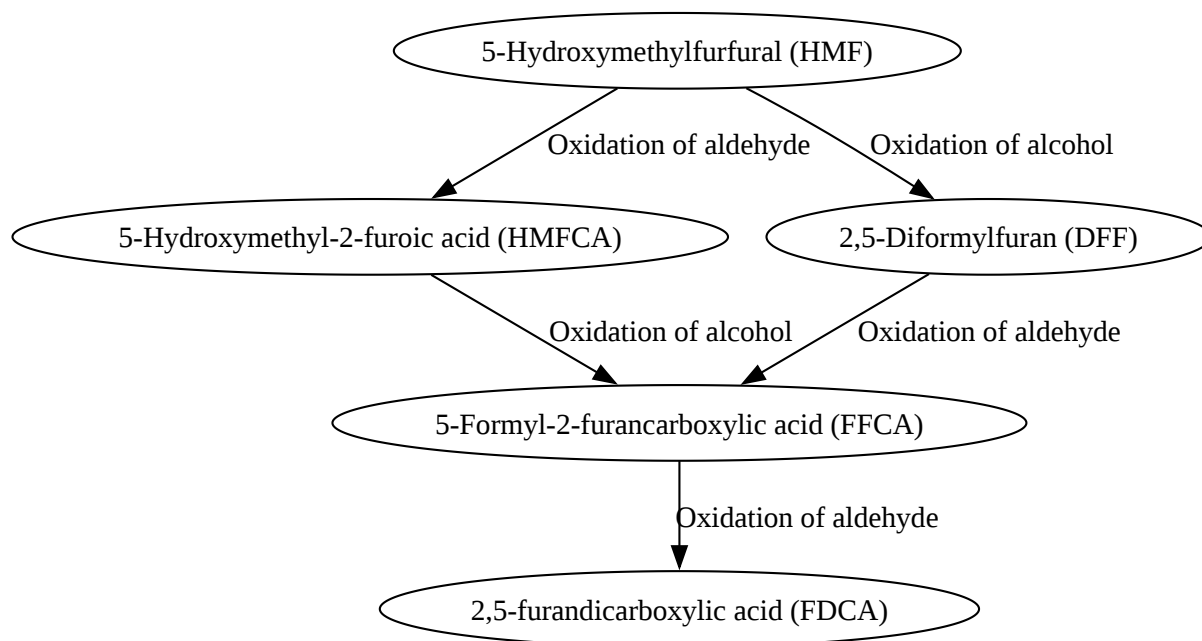 5-Hydroxymethylfurfural (HMF)
Oxidation of aldehyde
Oxidation of alcohol
5-Hydroxymethyl-2-furoic acid (HMFCA)
2,5-Diformylfuran (DFF)
Oxidation of alcohol
Oxidation of aldehyde
5-Formyl-2-furancarboxylic acid (FFCA)
Oxidation of aldehyde
2,5-furandicarboxylic acid (FDCA)